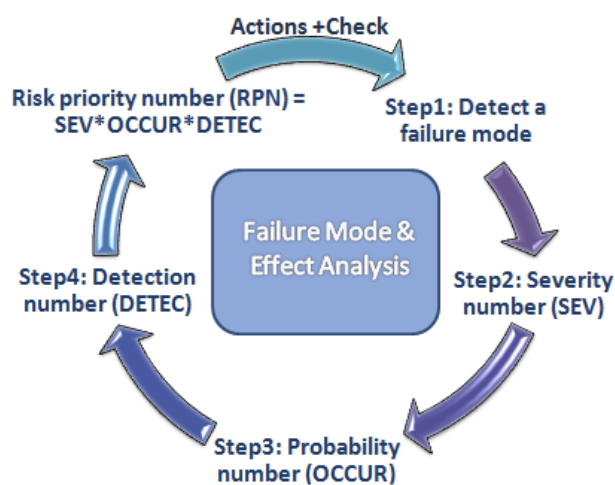 Actions +Check
Step1: Detect a
failure mode
Step2: Severity
number (SEV)
Step3: Probability
number (OCCUR)
Step4: Detection
number (DETEC)
Risk priority number (RPN) =
SEV*OCCUR*DETEC
Failure Mode &
Effect Analysis